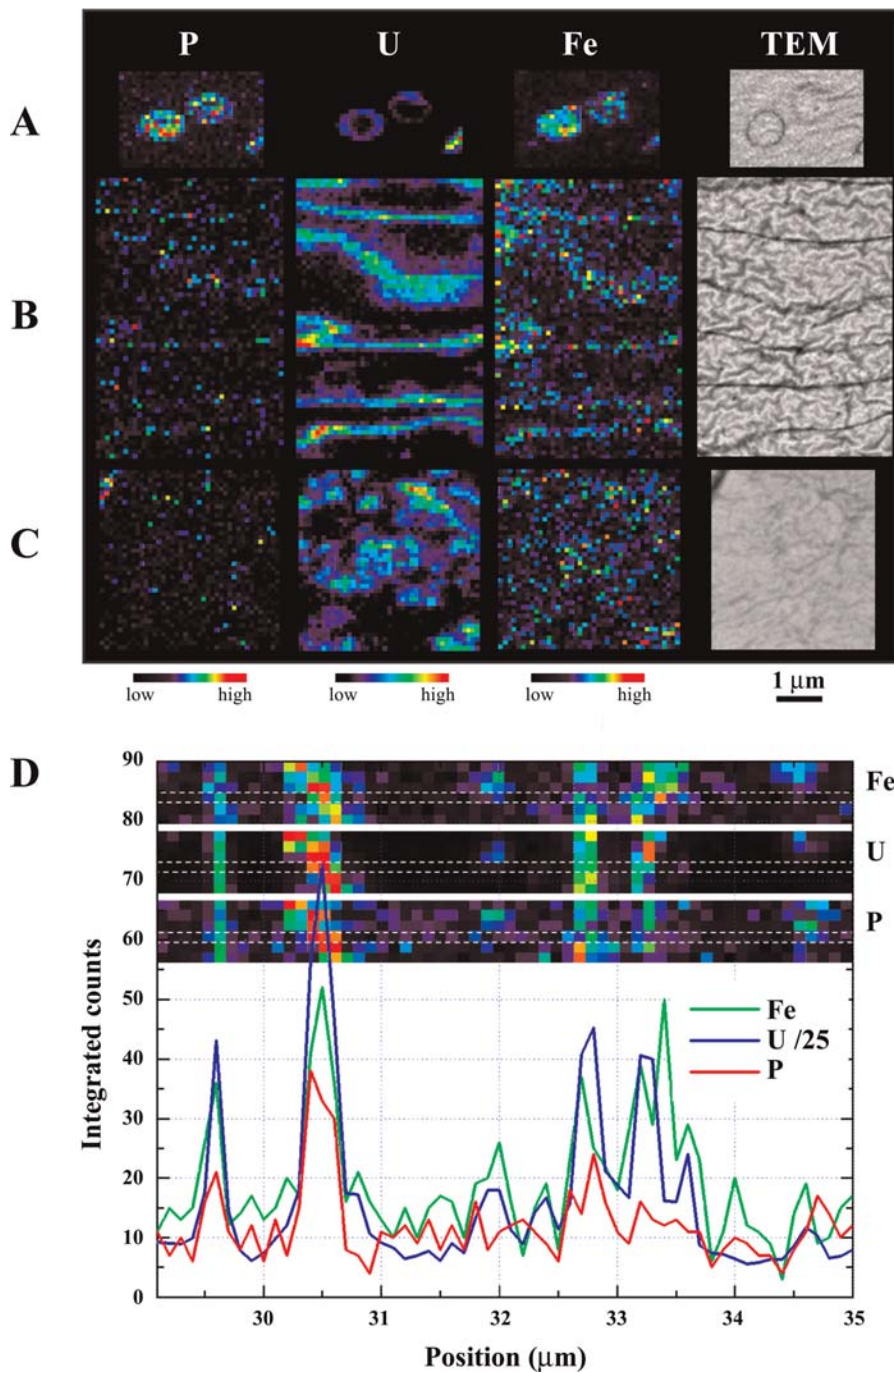 P U Fe TEM
A
B
C
low high low high low high 1 μm
D
90
80
70
60
50
40
30
20
10
0
Fe
U
P
Fe
U /25
P
Integrated counts
30 31 32 33 34 35
Position (μm)